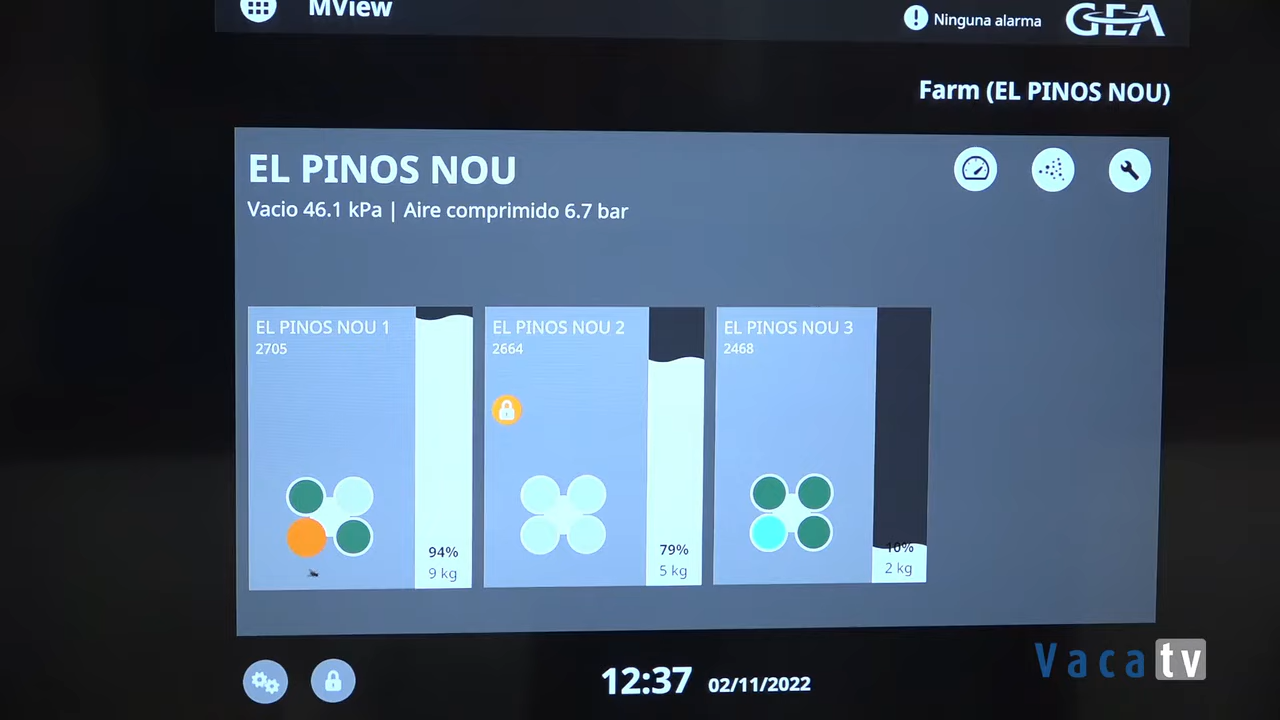 MView
Ninguna alarma
GEA
Farm (EL PINOS NOU)
EL PINOS NOU
Vacio 46.1 kPa | Aire comprimido 6.7 bar
EL PINOS NOU 1
2705
94%
9 kg
EL PINOS NOU 2
2664
79%
5 kg
EL PINOS NOU 3
2468
10%
2 kg
12:37 02/11/2022
Vaca tv